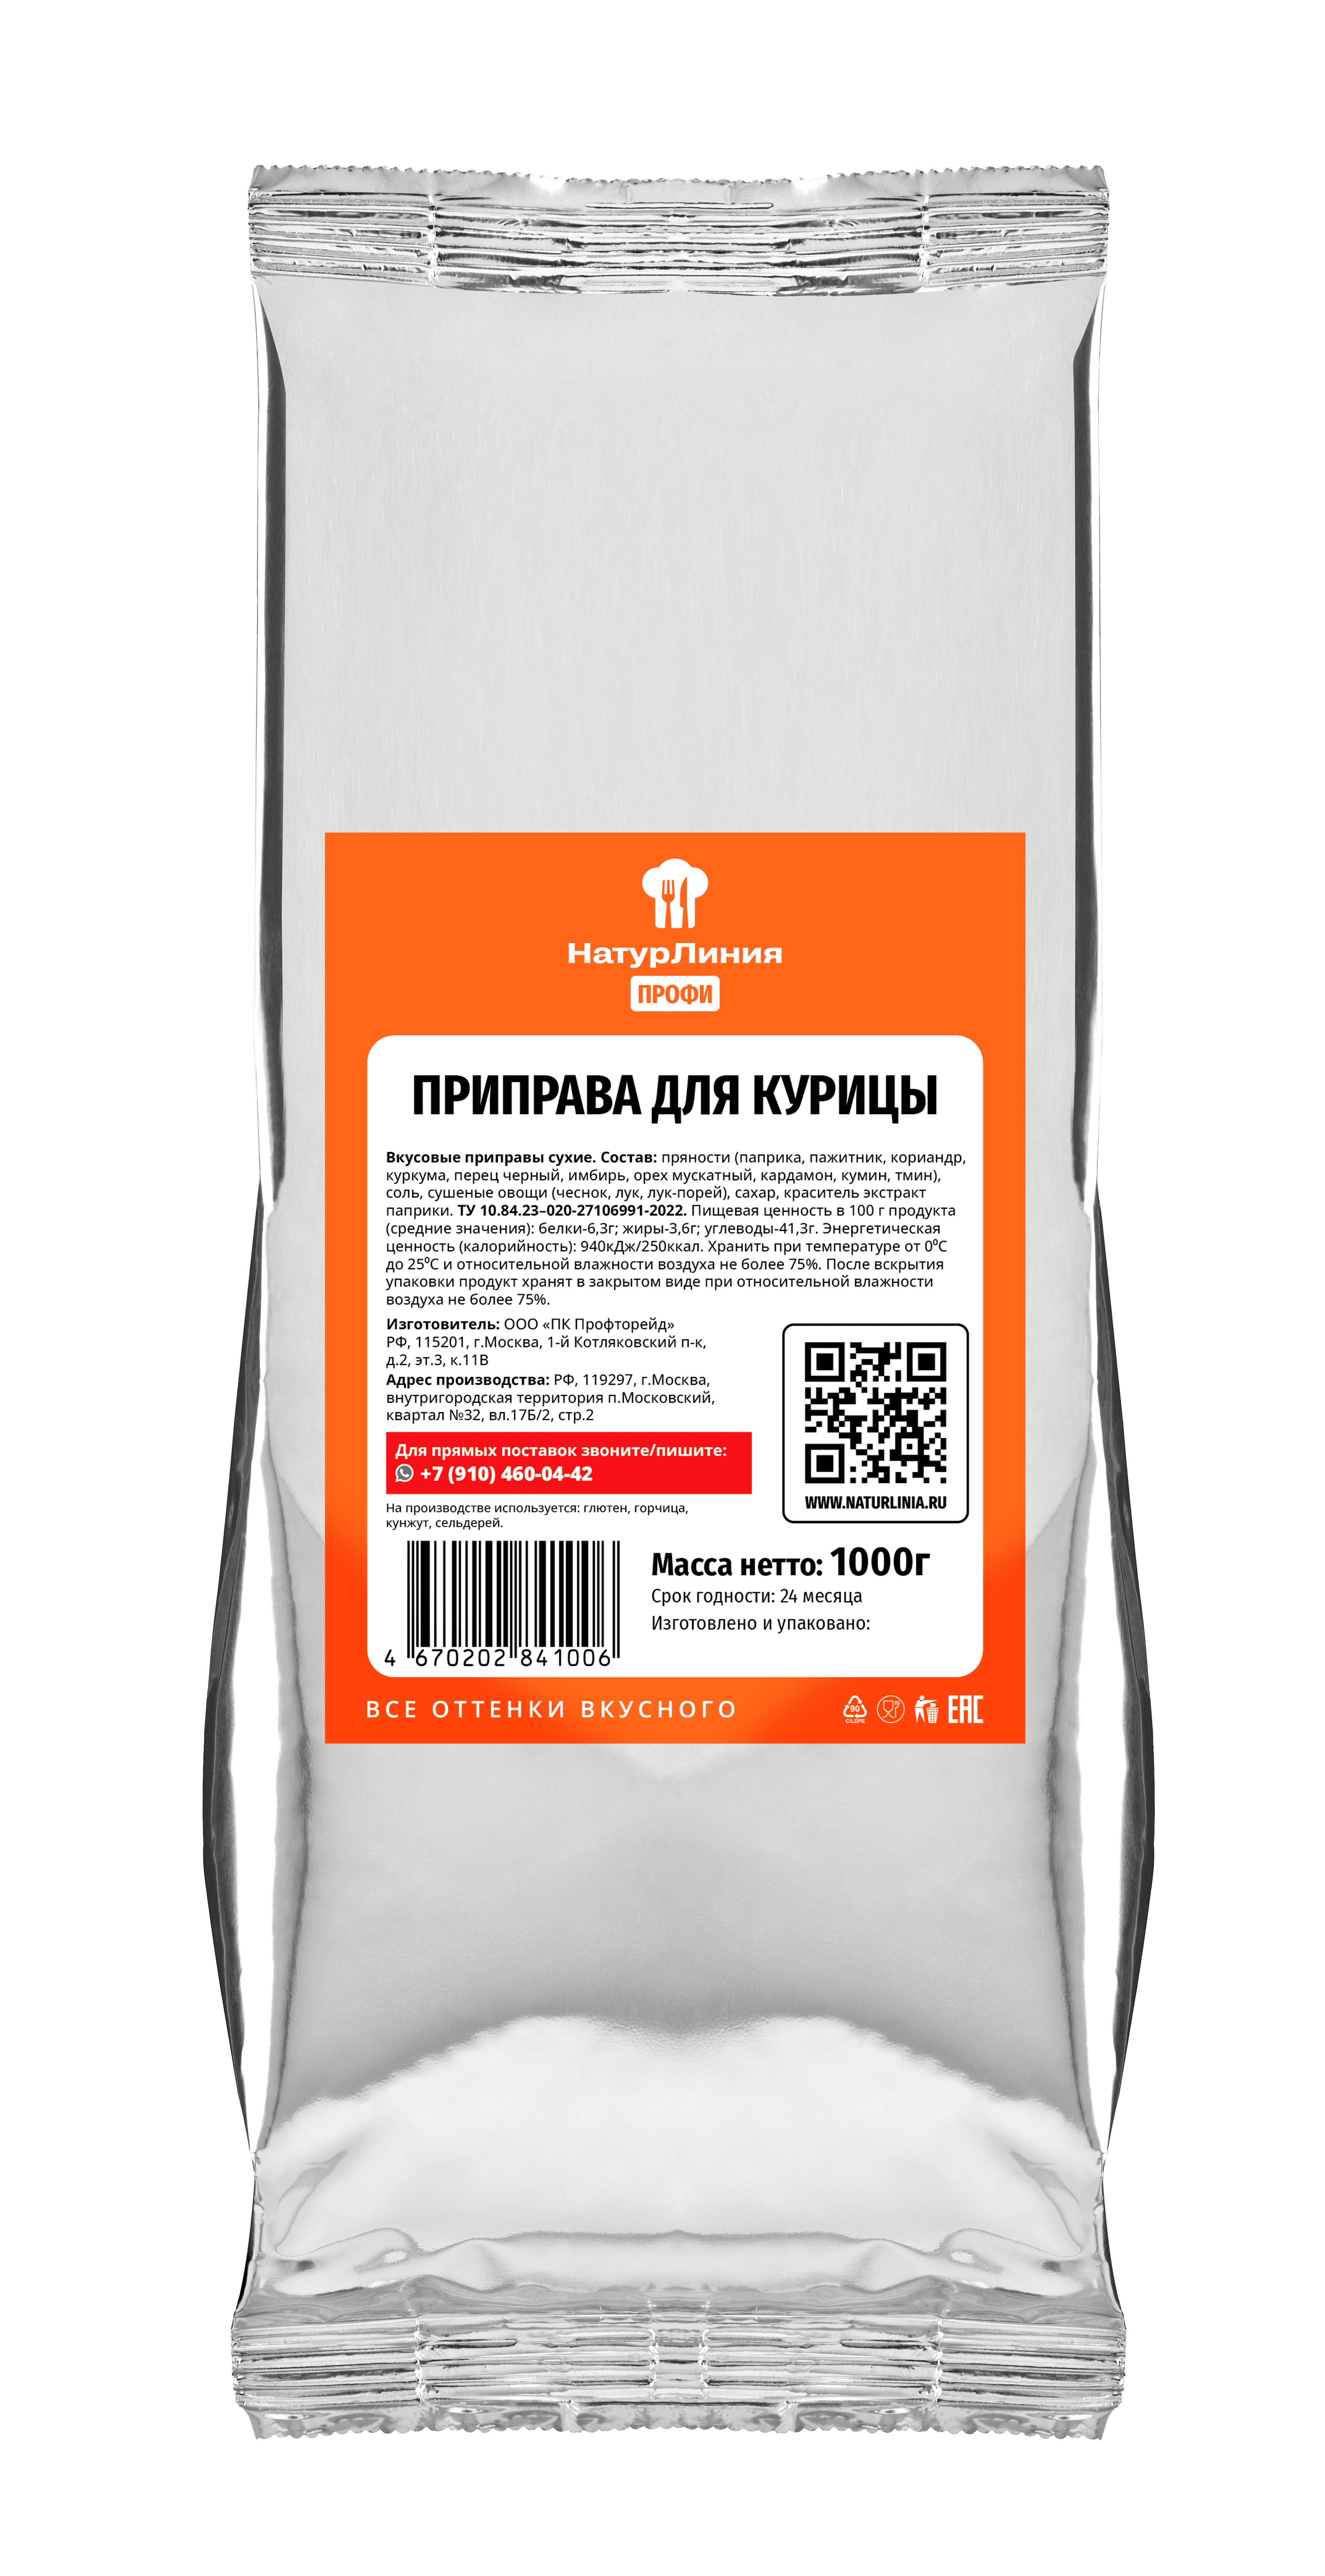 НатурЛиния
ПРОФИ
ПРИПРАВА ДЛЯ КУРИЦЫ
Вкусовые приправы сухие. Состав: пряности (паприка, пажитник, кориандр,
куркума, перец черный, имбирь, орех мускатный, кардамон, кумин, тмин),
соль, сушеные овощи (чеснок, лук, лук-порей), сахар, краситель экстракт
паприки. ТУ 10.84.23–020-27106991-2022. Пищевая ценность в 100 г продукта
(средние значения): белки-6,3г; жиры-3,6г; углеводы-41,3г. Энергетическая
ценность (калорийность): 940кДж/250ккал. Хранить при температуре от 0⁰С
до 25⁰С и относительной влажности воздуха не более 75%. После вскрытия
упаковки продукт хранят в закрытом виде при относительной влажности
воздуха не более 75%.
Изготовитель: ООО «ПК Профторейд»
РФ, 115201, г.Москва, 1-й Котляковский п-к,
д.2, эт.3, к.11В
Адрес производства: РФ, 119297, г.Москва,
внутригородская территория п.Московский,
квартал №32, вл.17Б/2, стр.2
Для прямых поставок звоните/пишите:
+7 (910) 460-04-42
На производстве используется: глютен, горчица,
кунжут, сельдерей.
WWW.NATURLINIA.RU
Масса нетто: 1000г
Срок годности: 24 месяца
Изготовлено и упаковано:
4 670202 841006
ВСЕ ОТТЕНКИ ВКУСНОГО
90
C/LDPE
EAC